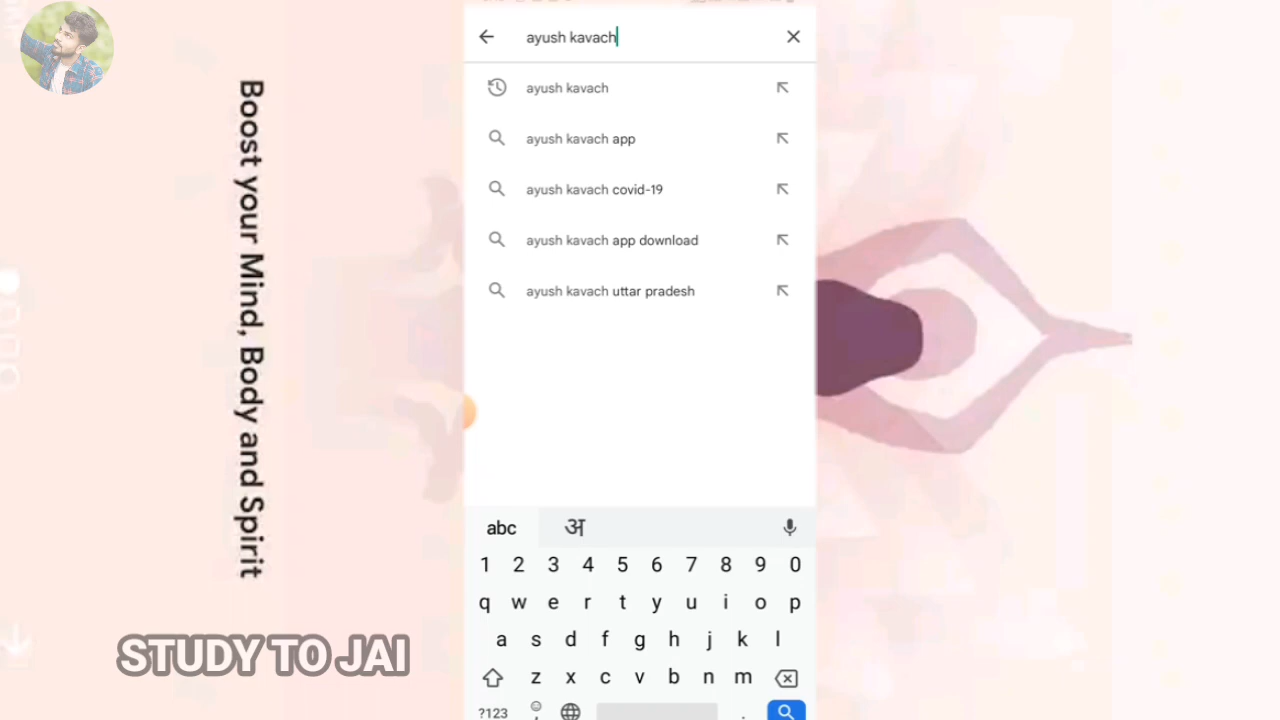 ayush kavach
ayush kavach
ayush kavach app
ayush kavach covid-19
ayush kavach app download
ayush kavach uttar pradesh
Boost your Mind, Body and Spirit
STUDY TO JAI
abc अ
1 2 3 4 5 6 7 8 9 0
q w e r t y u i o p
a s d f g h j k l
z x c v b n m
?123 , .